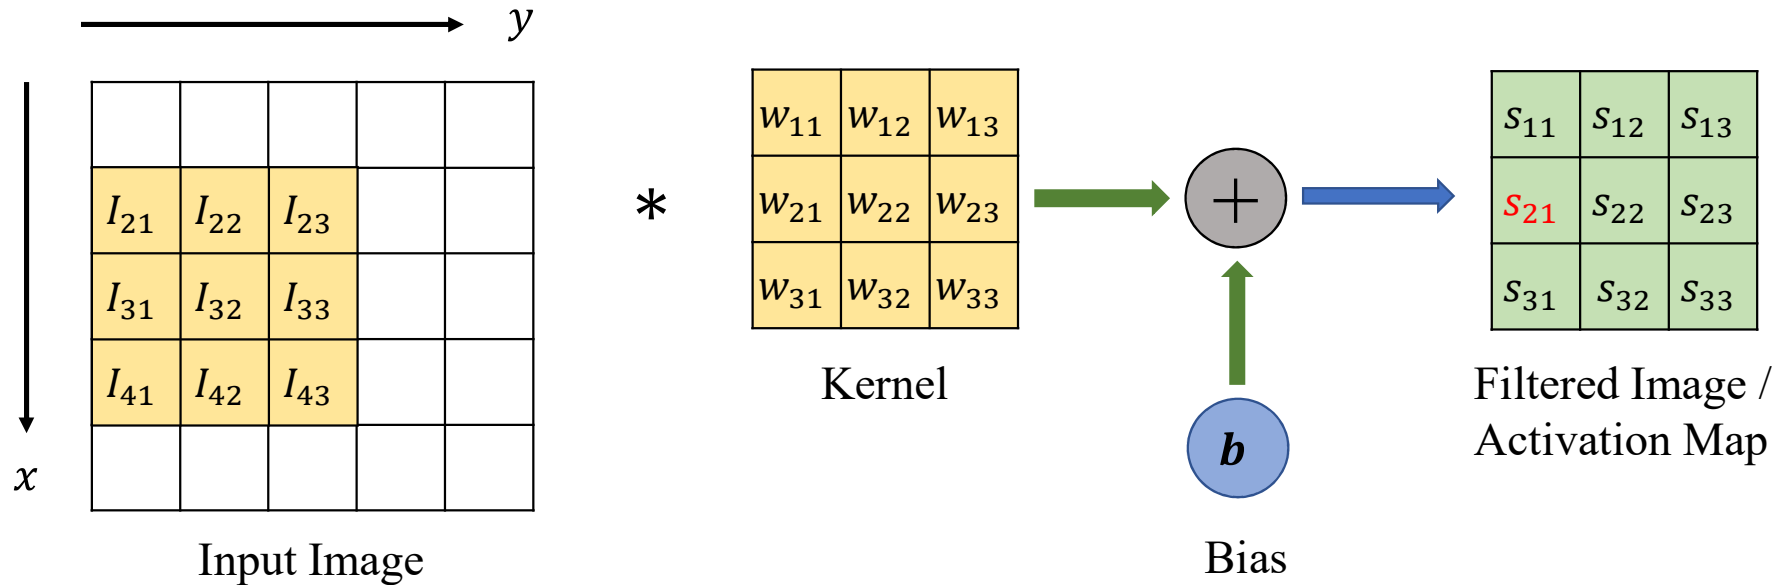 y
x
I₂₁ I₂₂ I₂₃
I₃₁ I₃₂ I₃₃
I₄₁ I₄₂ I₄₃
Input Image
*
w₁₁ w₁₂ w₁₃
w₂₁ w₂₂ w₂₃
w₃₁ w₃₂ w₃₃
Kernel
+
b
Bias
s₁₁ s₁₂ s₁₃
s₂₁ s₂₂ s₂₃
s₃₁ s₃₂ s₃₃
Filtered Image /
Activation Map